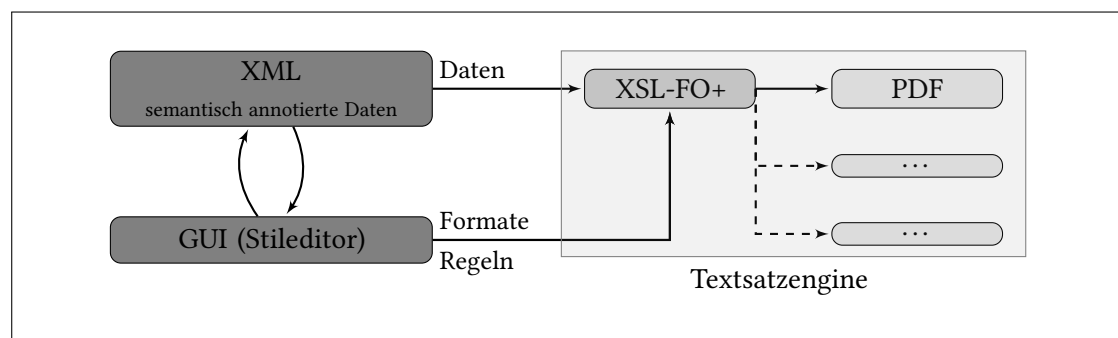 XML
semantisch annotierte Daten
Daten
XSL-FO+
PDF
...
GUI (Stileditor)
Formate
Regeln
...
Textsatzengine